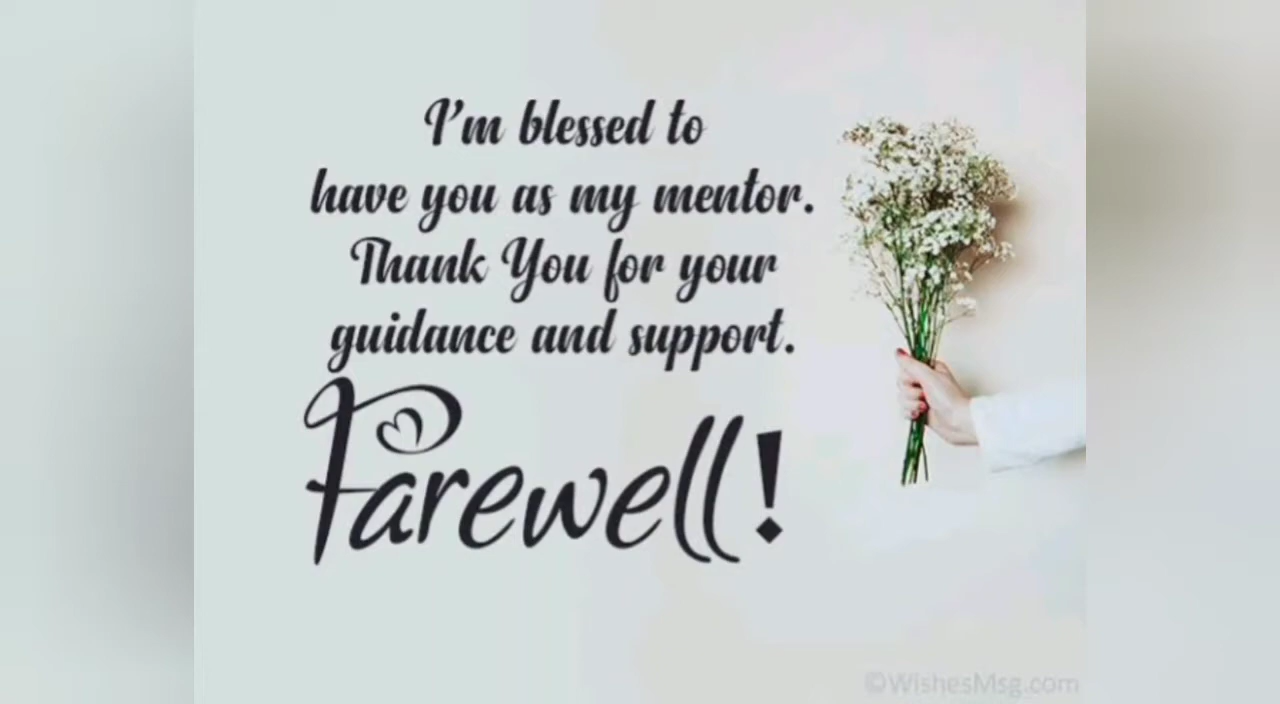 I'm blessed to
have you as my mentor.
Thank You for your
guidance and support.
Farewell!
©WishesMsg.com